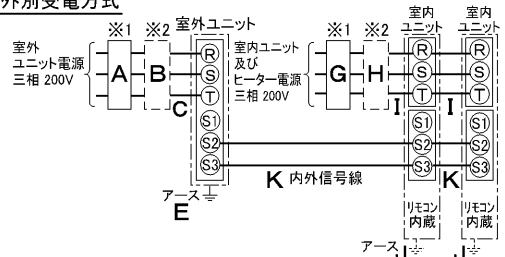 外別受電方式
※1 ※2 室外ユニット
室外
ユニット電源
三相 200V
A B C
R
S
T
S1
S2
S3
アース
E
※1 ※2
室内ユニット
及び
ヒーター電源
三相 200V
G H I I
室内
ユニット
室内
ユニット
R R
S S
T T
S1 S1
S2 S2
S3 S3
K 内外信号線 K
リモコン
内蔵
リモコン
内蔵
アース